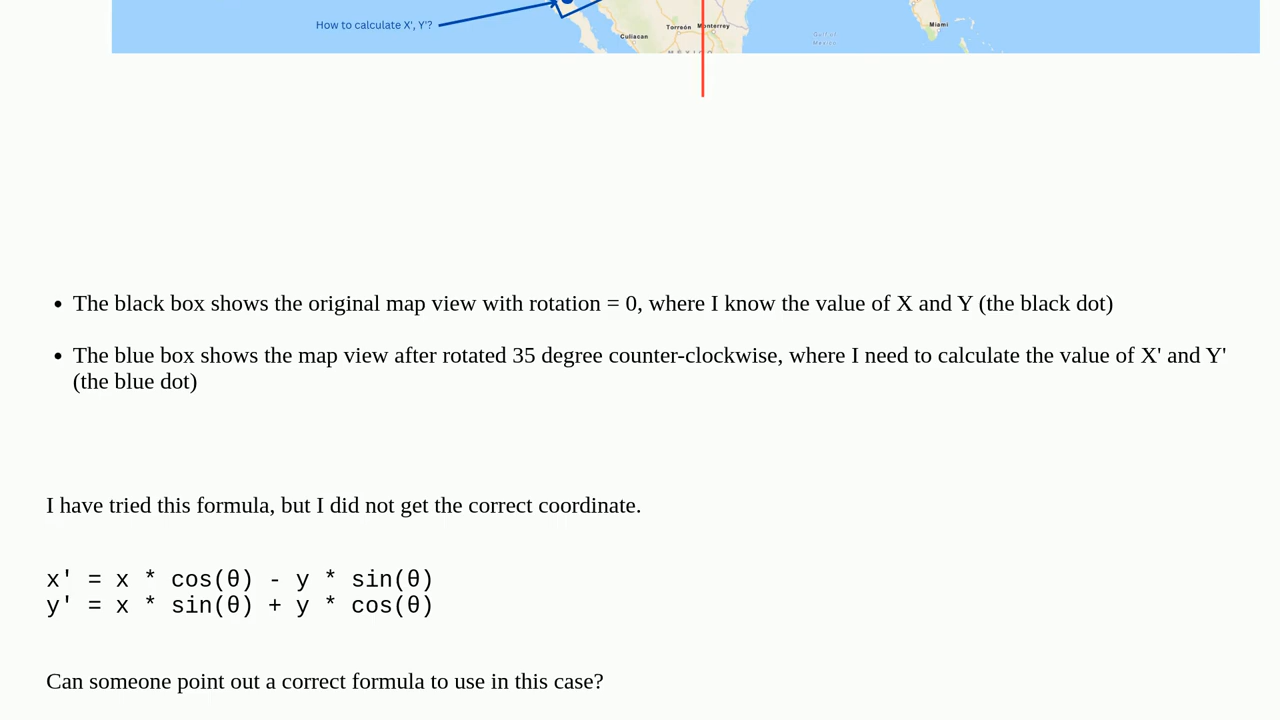 How to calculate X', Y'?
Culiacan
Torreón
Monterrey
MÉXICO
Gulf of
Mexico
Miami
• The black box shows the original map view with rotation = 0, where I know the value of X and Y (the black dot)
• The blue box shows the map view after rotated 35 degree counter-clockwise, where I need to calculate the value of X' and Y'
(the blue dot)
I have tried this formula, but I did not get the correct coordinate.
x' = x * cos(θ) - y * sin(θ)
y' = x * sin(θ) + y * cos(θ)
Can someone point out a correct formula to use in this case?